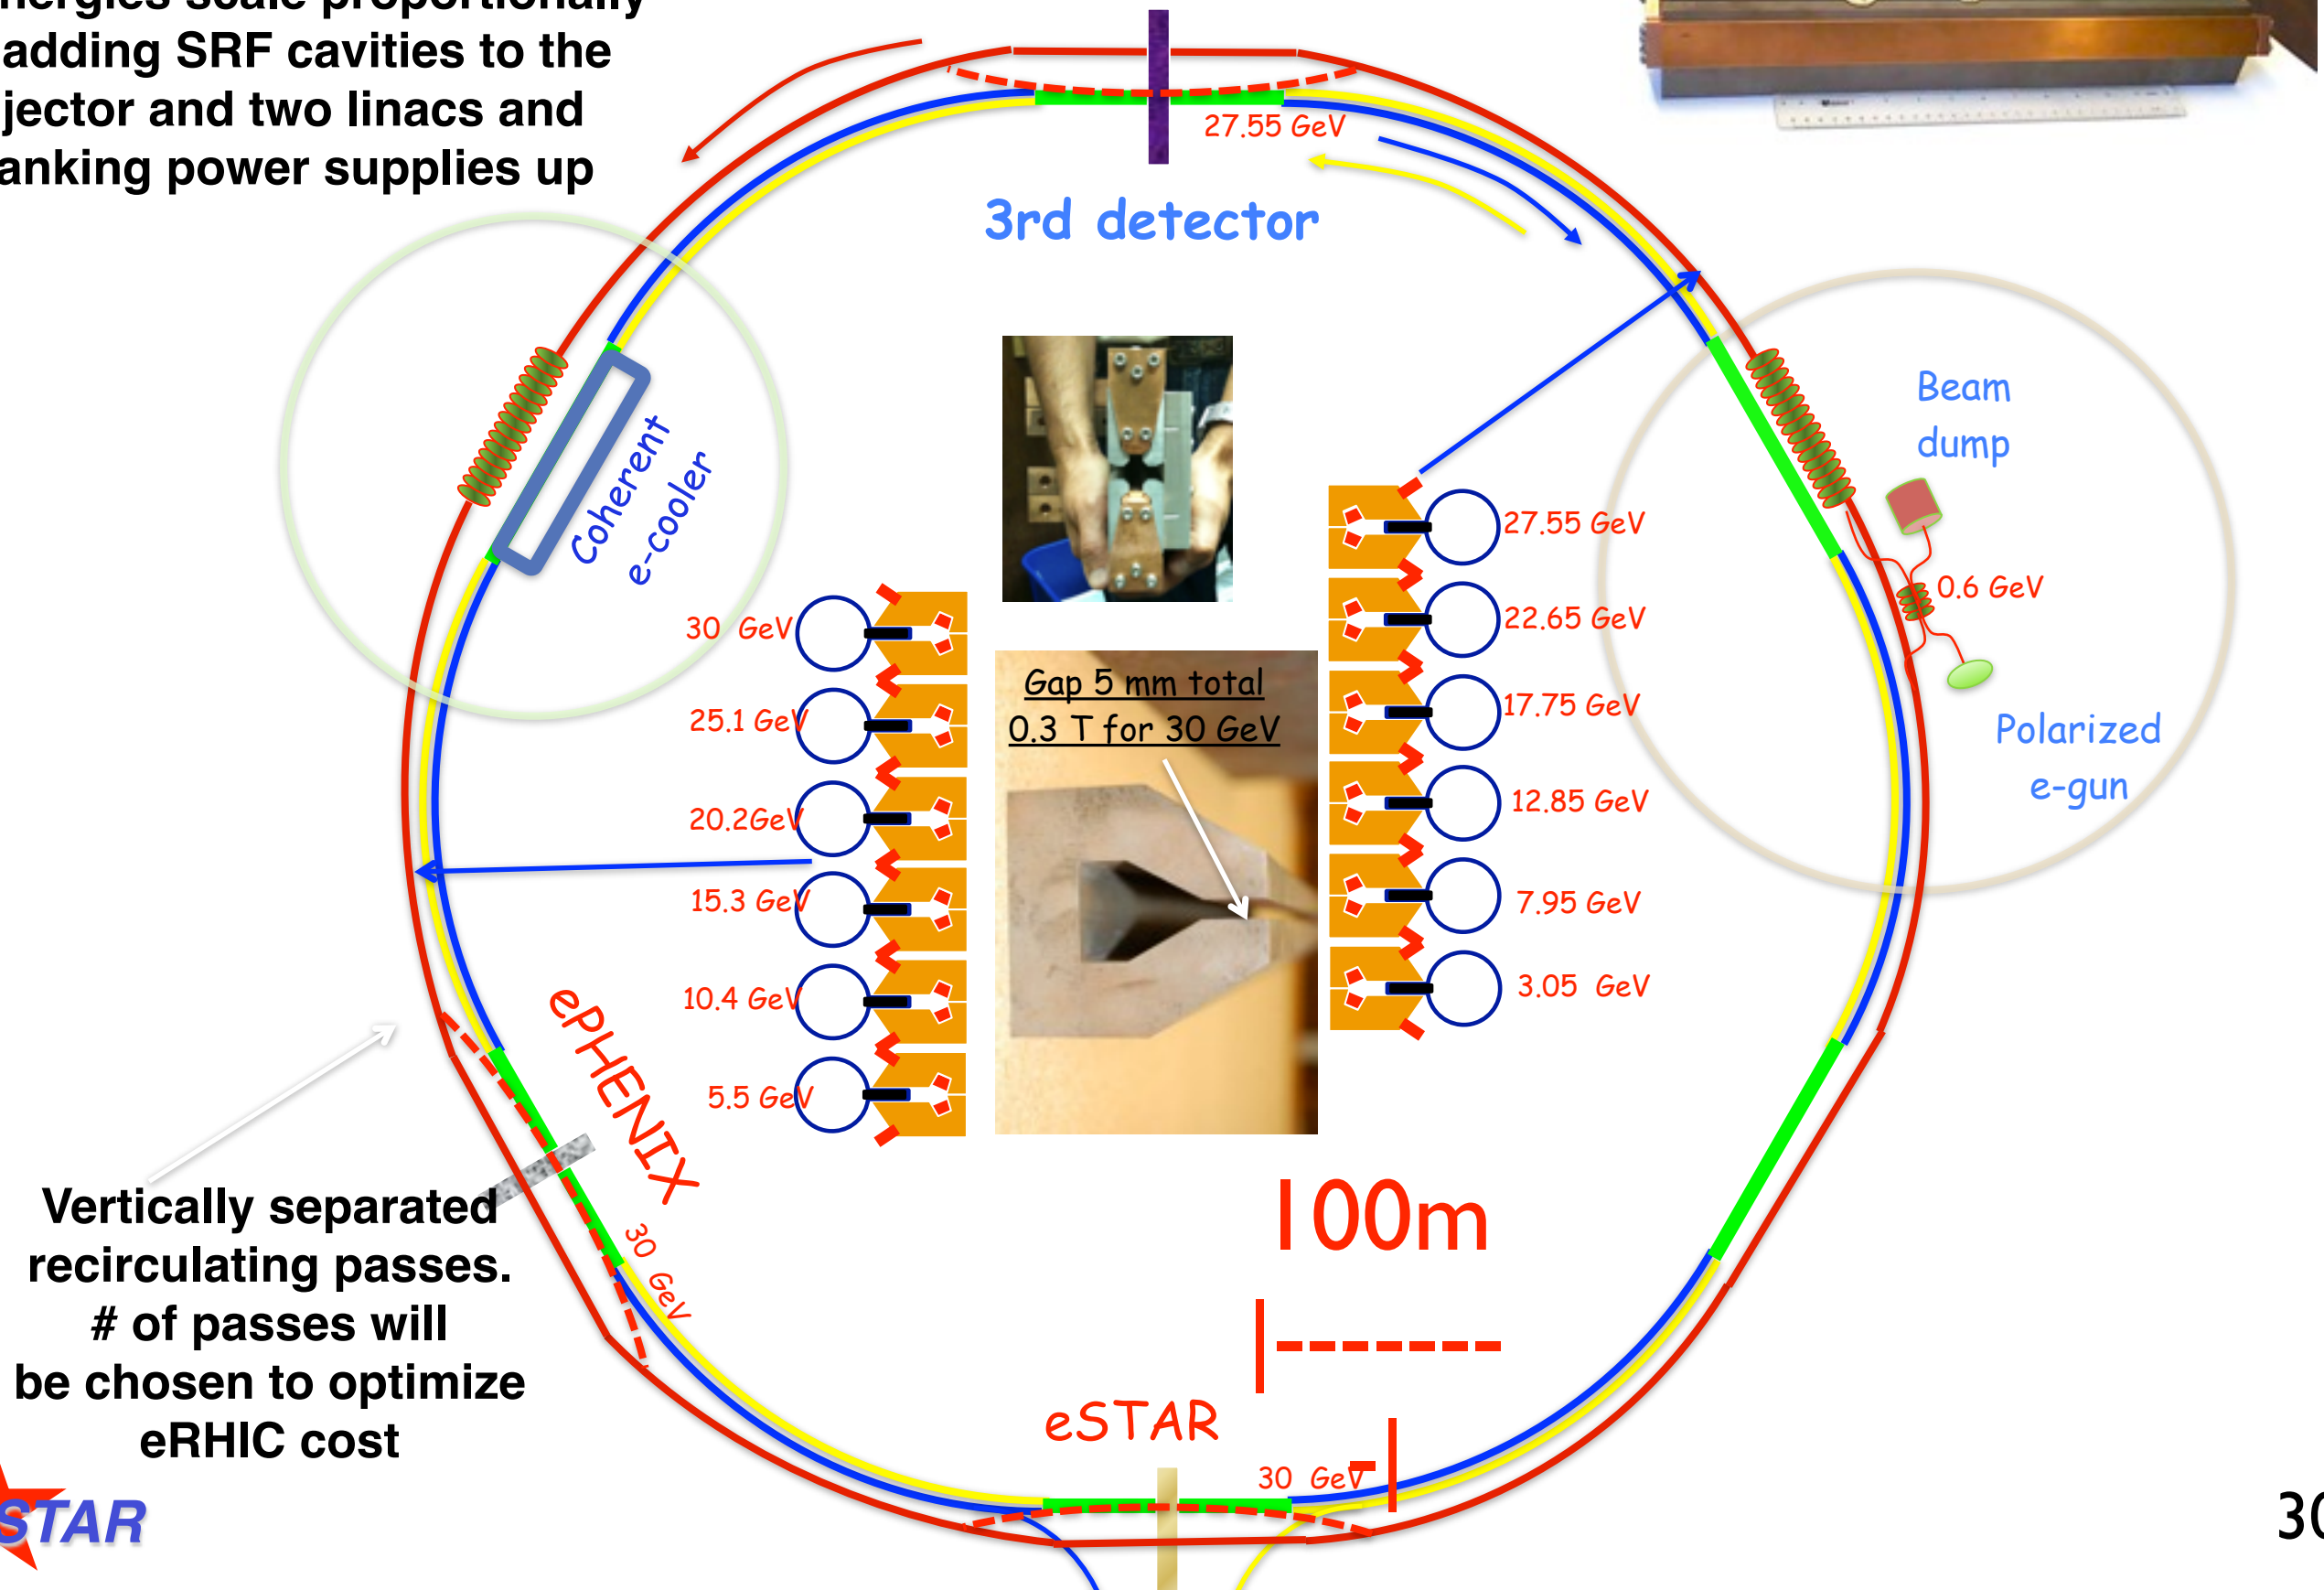 adding SRF cavities to the
and two linacs and
power supplies up
27.55 GeV
3rd detector
Coherent
e-cooler
Beam
dump
0.6 GeV
Polarized
e-gun
30 GeV
25.1 GeV
20.2GeV
15.3 GeV
10.4 GeV
5.5 GeV
Gap 5 mm total
0.3 T for 30 GeV
27.55 GeV
22.65 GeV
17.75 GeV
12.85 GeV
7.95 GeV
3.05 GeV
ePHENIX
30 GeV
100m
Vertically separated
recirculating passes.
# of passes will
be chosen to optimize
eRHIC cost
eSTAR
30 GeV
STAR
30